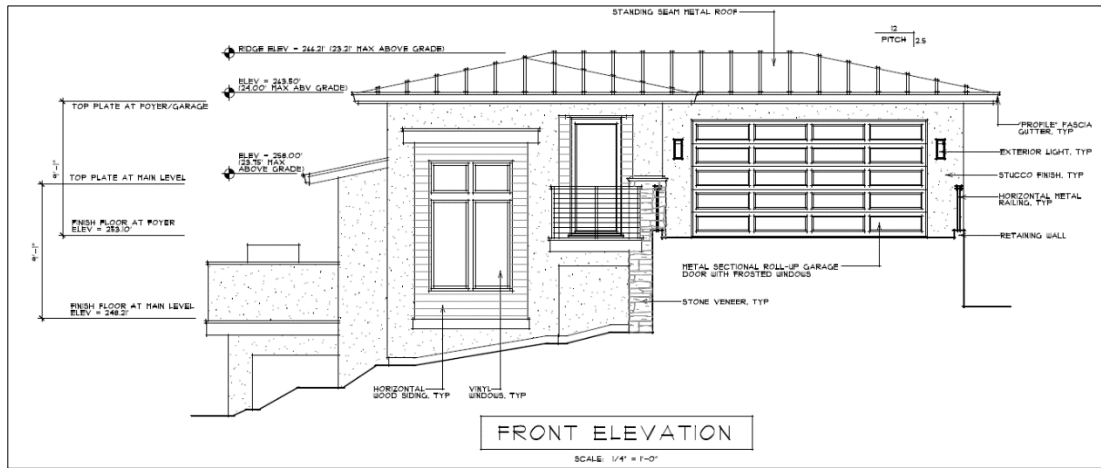 STANDING SEAM METAL ROOF
12
PITCH 2.5
RIDGE ELEV = 266.21' (23.21' MAX ABOVE GRADE)
ELEV = 263.50'
(24.00' MAX ABV GRADE)
TOP PLATE AT FOYER/GARAGE
"PROFILE" FASCIA
GUTTER, TYP
EXTERIOR LIGHT, TYP
ELEV = 258.00'
(23.75' MAX
ABOVE GRADE)
9'-1"
STUCCO FINISH, TYP
TOP PLATE AT MAIN LEVEL
HORIZONTAL METAL
RAILING, TYP
FINISH FLOOR AT FOYER
ELEV = 253.10'
RETAINING WALL
9'-1"
METAL SECTIONAL ROLL-UP GARAGE
DOOR WITH FROSTED WINDOWS
STONE VENEER, TYP
FINISH FLOOR AT MAIN LEVEL
ELEV = 248.21'
HORIZONTAL
WOOD SIDING, TYP
VINYL
WINDOWS, TYP
FRONT ELEVATION
SCALE: 1/4" = 1'-0"